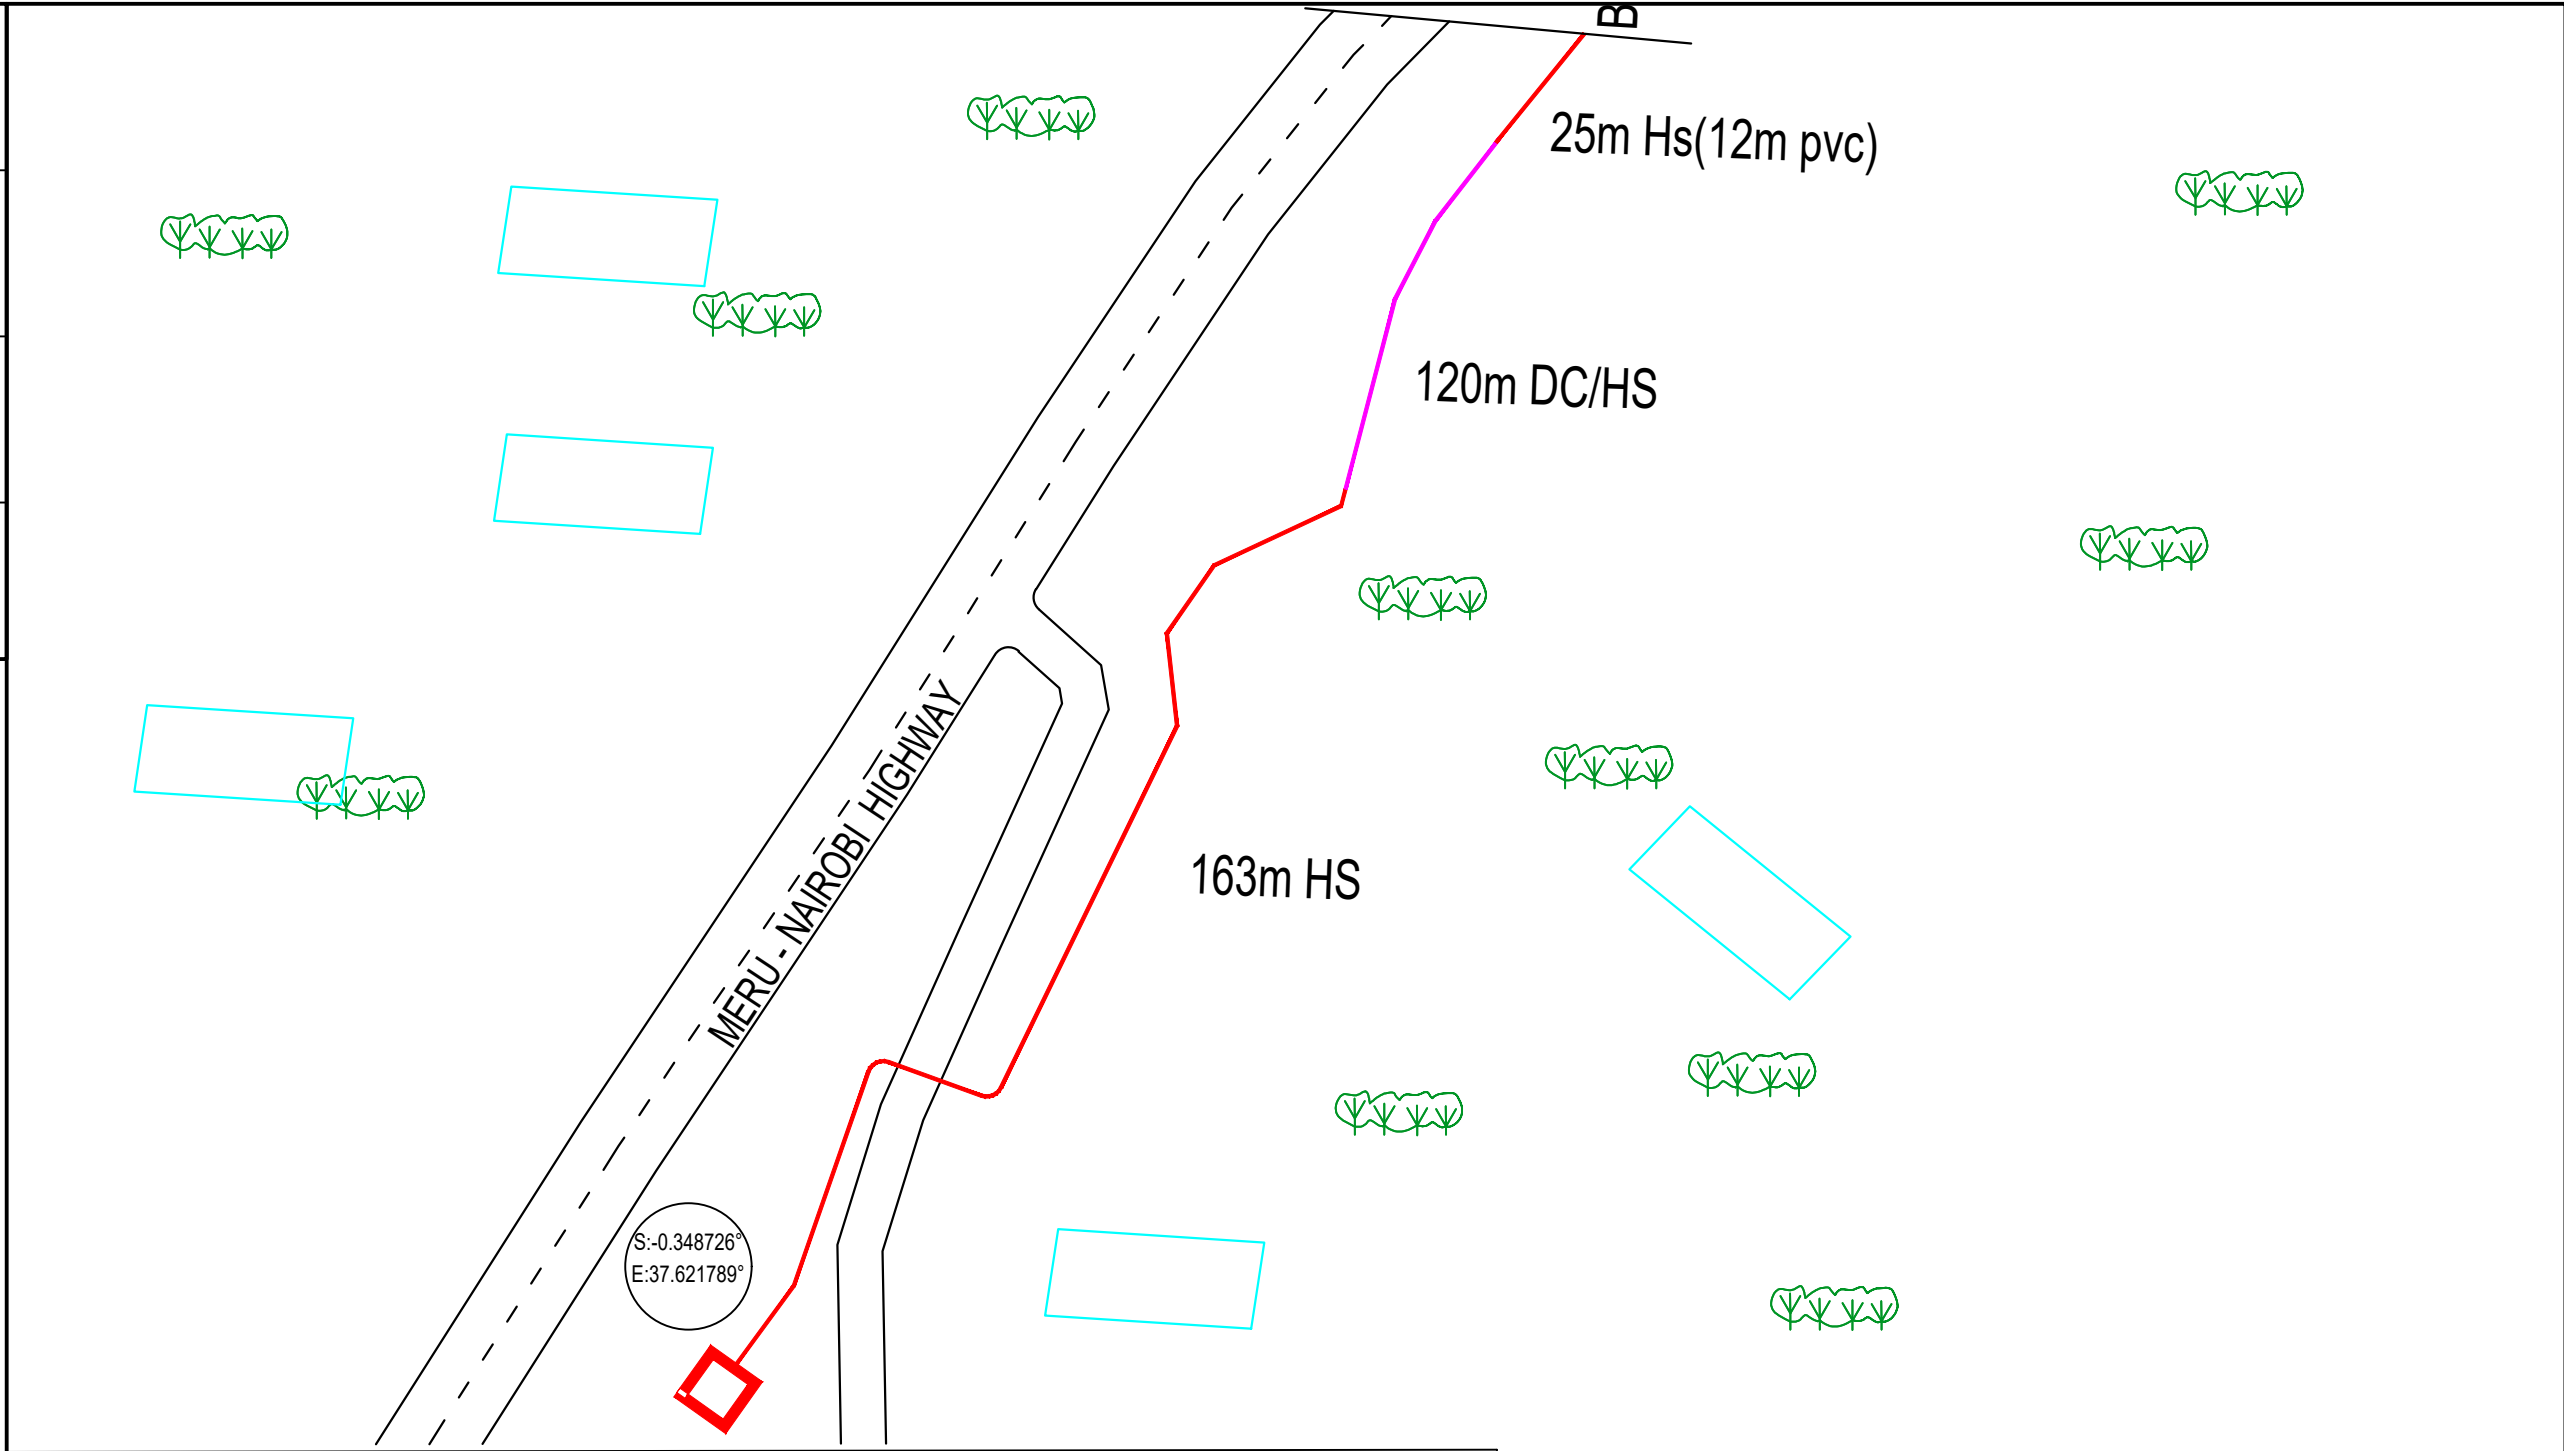 B
25m Hs(12m pvc)
120m DC/HS
MERU - NAIROBI HIGHWAY
163m HS
S:-0.348726°
E:37.621789°